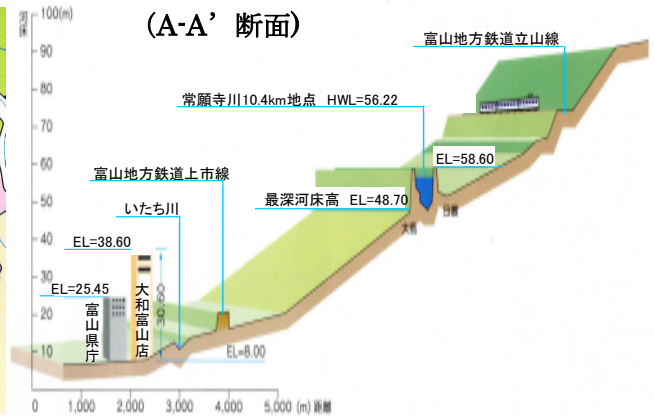 (A-A’ 断面)
100(m)
90
80
70
60
50
40
30
20
10
富山地方鉄道立山線
常願寺川10.4km地点 HWL=56.22
EL=58.60
富山地方鉄道上市線
最深河床高 EL=48.70
いたち川
EL=38.60
EL=25.45
富山県庁
大和富山店
30.60
EL=8.00
0 1,000 2,000 3,000 4,000 5,000 (m) 距離